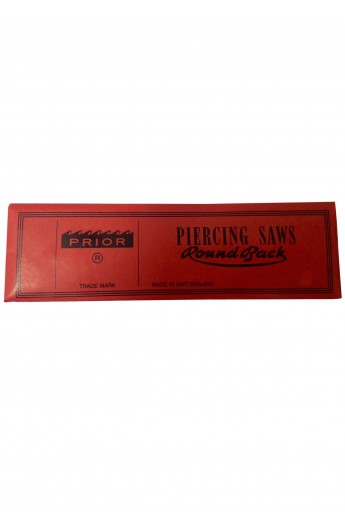 PRIOR
®
TRADE MARK
PIERCING SAWS
Round Back
MADE IN SWITZERLAND